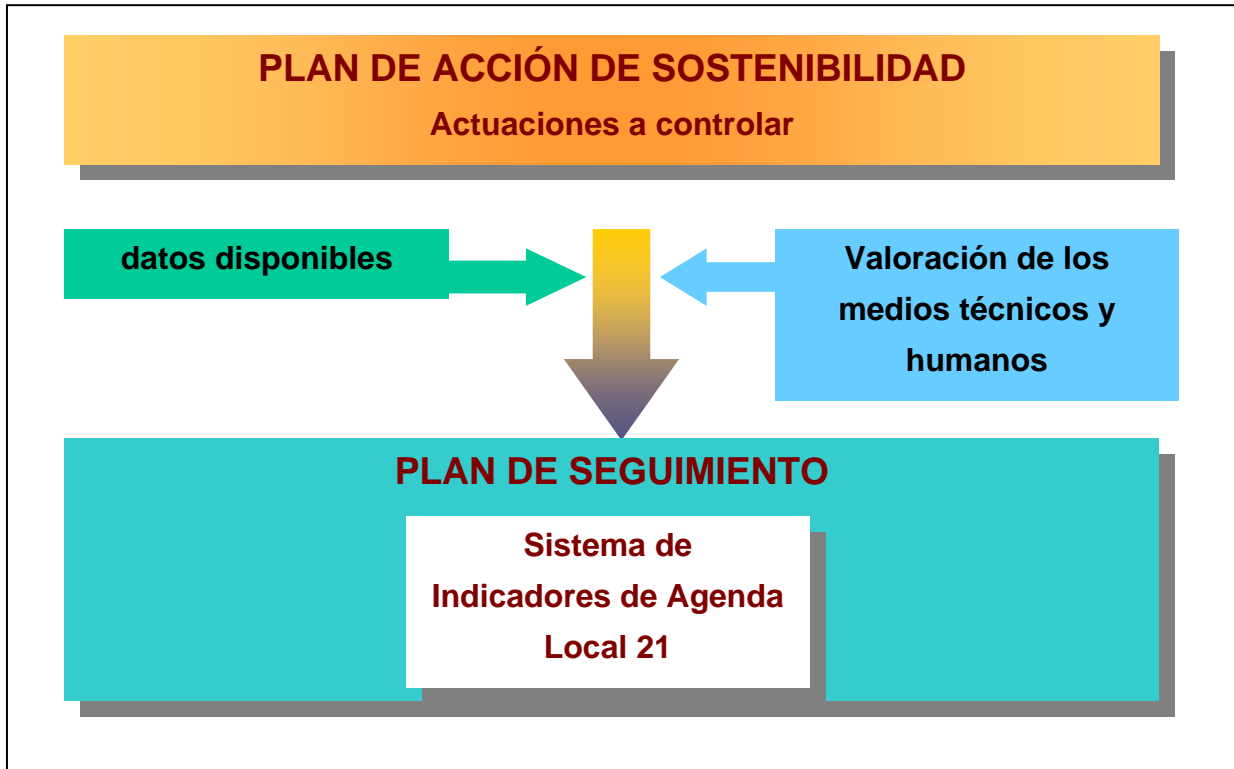 PLAN DE ACCIÓN DE SOSTENIBILIDAD
Actuaciones a controlar
datos disponibles
Valoración de los
medios técnicos y
humanos
PLAN DE SEGUIMIENTO
Sistema de
Indicadores de Agenda
Local 21